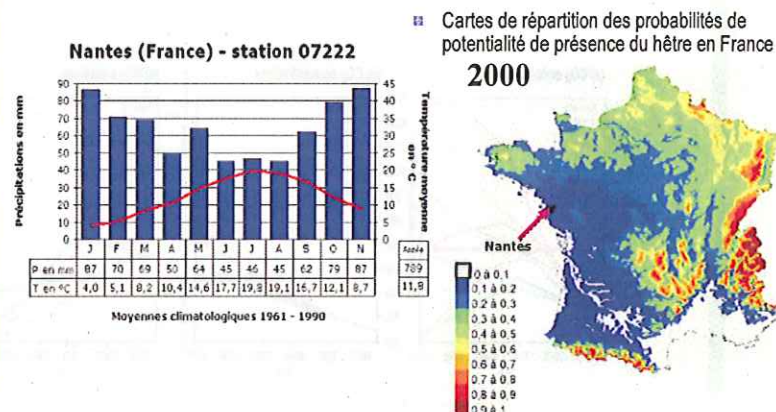 Nantes (France) - station 07222
Précipitations en mm
90
80
70
60
50
40
30
20
10
0
45
40
35
30
25
20
15
10
5
0
Température moyenne
en ° C
J F M A M J J A S O N Année
P en mm 87 70 69 50 64 45 46 45 62 79 87 789
T en °C 4,0 5,1 8,2 10,4 14,6 17,7 19,8 19,1 16,7 12,1 8,7 11,8
Moyennes climatologiques 1961 - 1990
Cartes de répartition des probabilités de
potentialité de présence du hêtre en France
2000
Nantes
0 à 0,1
0,1 à 0,2
0,2 à 0,3
0,3 à 0,4
0,4 à 0,5
0,5 à 0,6
0,6 à 0,7
0,7 à 0,8
0,8 à 0,9
0,9 à 1